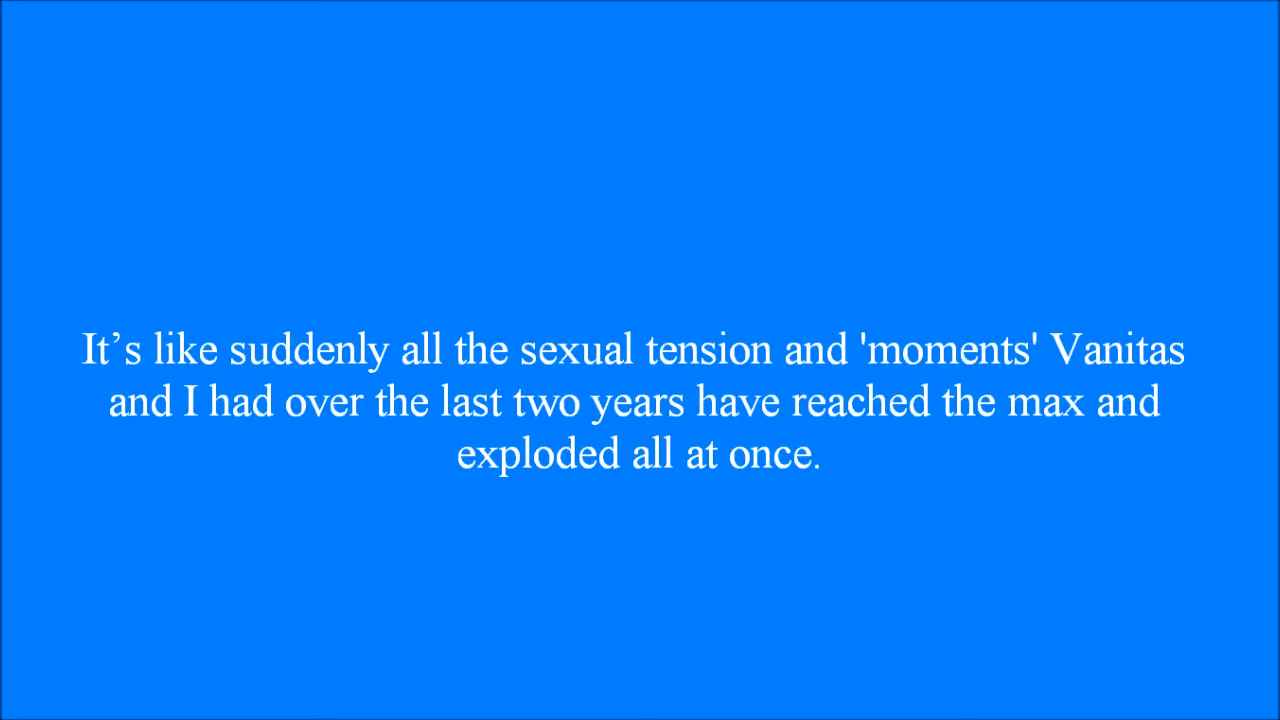 It’s like suddenly all the sexual tension and 'moments' Vanitas
and I had over the last two years have reached the max and
exploded all at once.